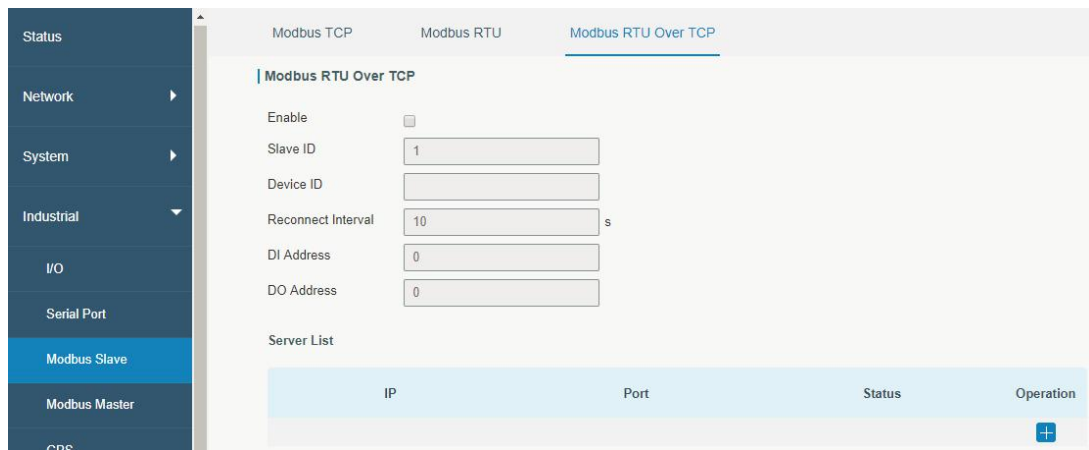 Status
Network
System
Industrial
I/O
Serial Port
Modbus Slave
Modbus Master
GPS
Modbus TCP Modbus RTU Modbus RTU Over TCP
Modbus RTU Over TCP
Enable
Slave ID 1
Device ID
Reconnect Interval 10 s
DI Address 0
DO Address 0
Server List
IP Port Status Operation